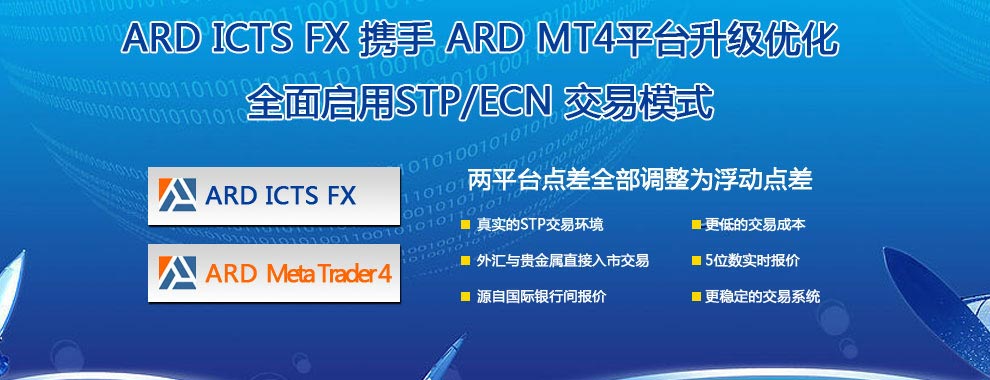 ARD ICTS FX 携手 ARD MT4平台升级优化
全面启用STP/ECN 交易模式
ARD ICTS FX
ARD MetaTrader4
两平台点差全部调整为浮动点差
真实的STP交易环境
更低的交易成本
外汇与贵金属直接入市交易
5位数实时报价
源自国际银行间报价
更稳定的交易系统